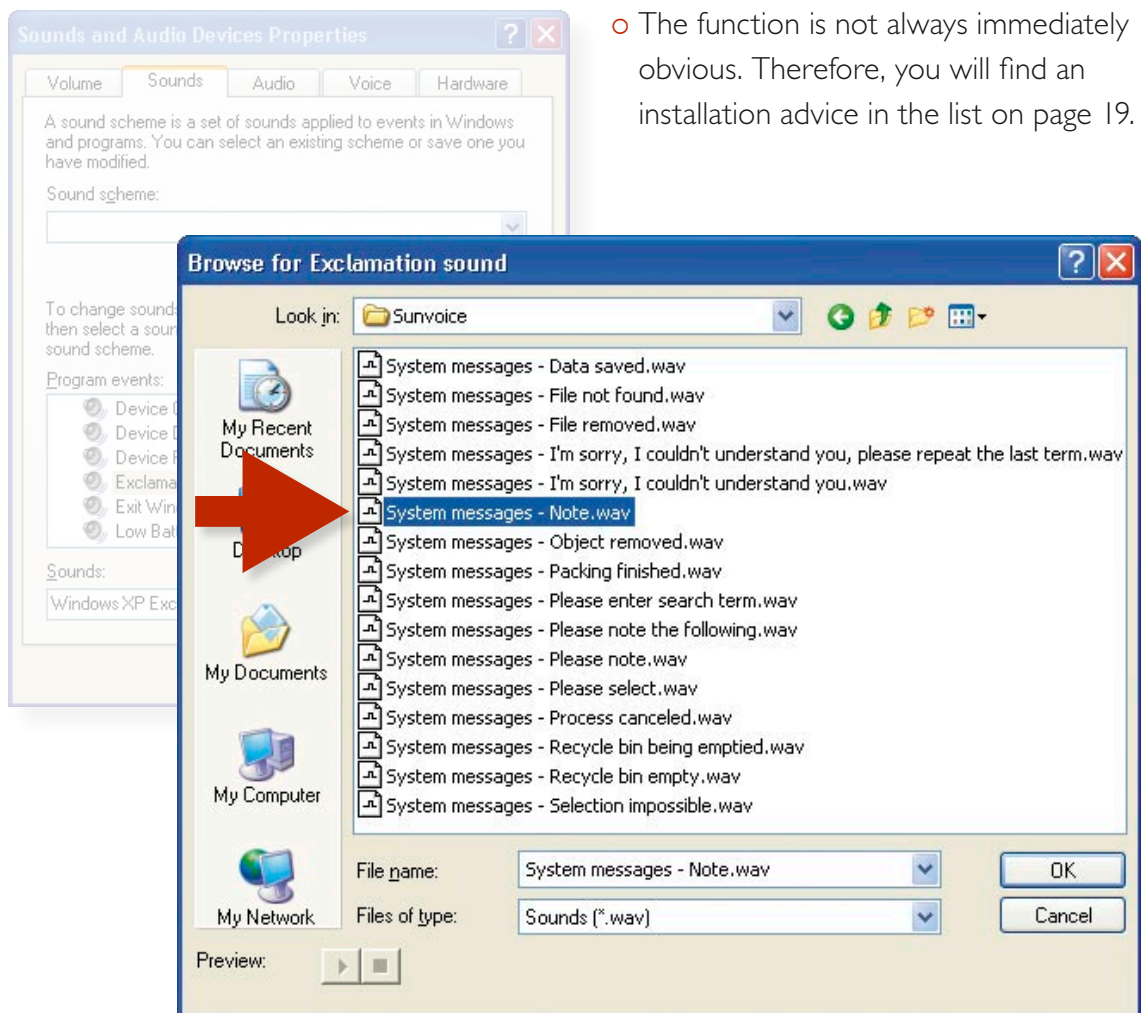 Sounds and Audio Devices Properties
Volume
Sounds
Audio
Voice
Hardware
A sound scheme is a set of sounds applied to events in Windows
and programs. You can select an existing scheme or save one you
have modified.
Sound scheme:
To change sound
then select a soun
sound scheme.
Program events:
Device
Device
Device
Exclama
Exit Win
Low Bat
Sounds:
Windows XP Exc
o The function is not always immediately
obvious. Therefore, you will find an
installation advice in the list on page 19.
Browse for Exclamation sound
Look in:
Sunvoice
My Recent
Documents
My Documents
My Computer
My Network
System messages - Data saved.wav
System messages - File not found.wav
System messages - File removed.wav
System messages - I'm sorry, I couldn't understand you, please repeat the last term.wav
System messages - I'm sorry, I couldn't understand you.wav
System messages - Note.wav
System messages - Object removed.wav
System messages - Packing finished.wav
System messages - Please enter search term.wav
System messages - Please note the following.wav
System messages - Please note.wav
System messages - Please select.wav
System messages - Process canceled.wav
System messages - Recycle bin being emptied.wav
System messages - Recycle bin empty.wav
System messages - Selection impossible.wav
File name:
System messages - Note.wav
OK
Files of type:
Sounds (*.wav)
Cancel
Preview: